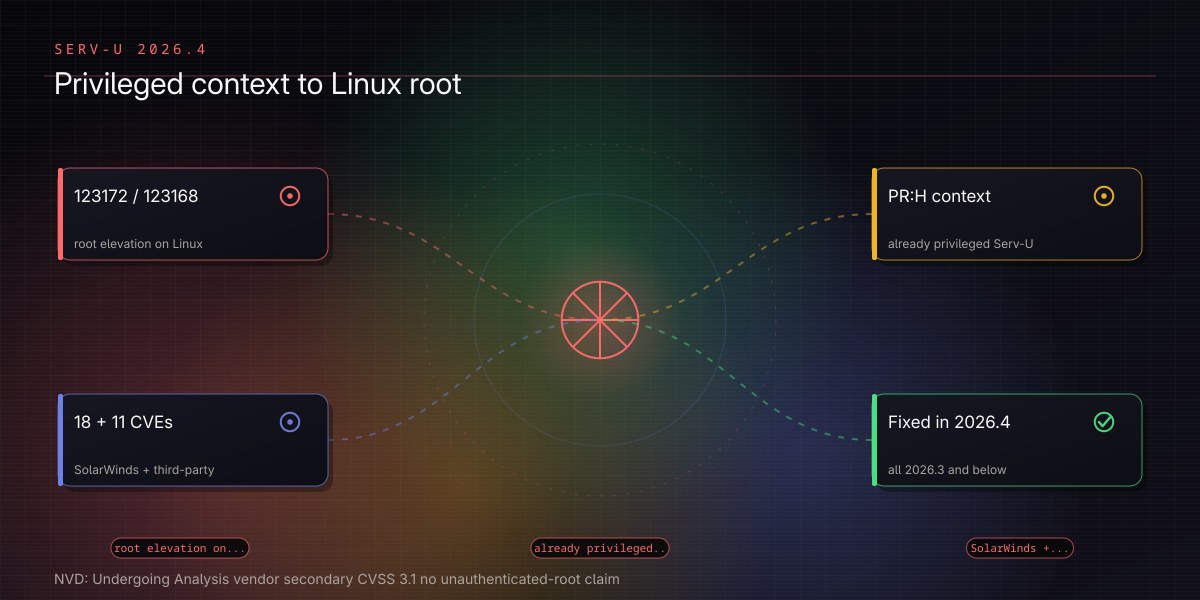 SERV-U 2026.4
Privileged context to Linux root
123172 / 123168
root elevation on Linux
PR:H context
already privileged Serv-U
18 + 11 CVEs
SolarWinds + third-party
Fixed in 2026.4
all 2026.3 and below
root elevation on...
already privileged..
SolarWinds +...
NVD: Undergoing Analysis vendor secondary CVSS 3.1 no unauthenticated-root claim